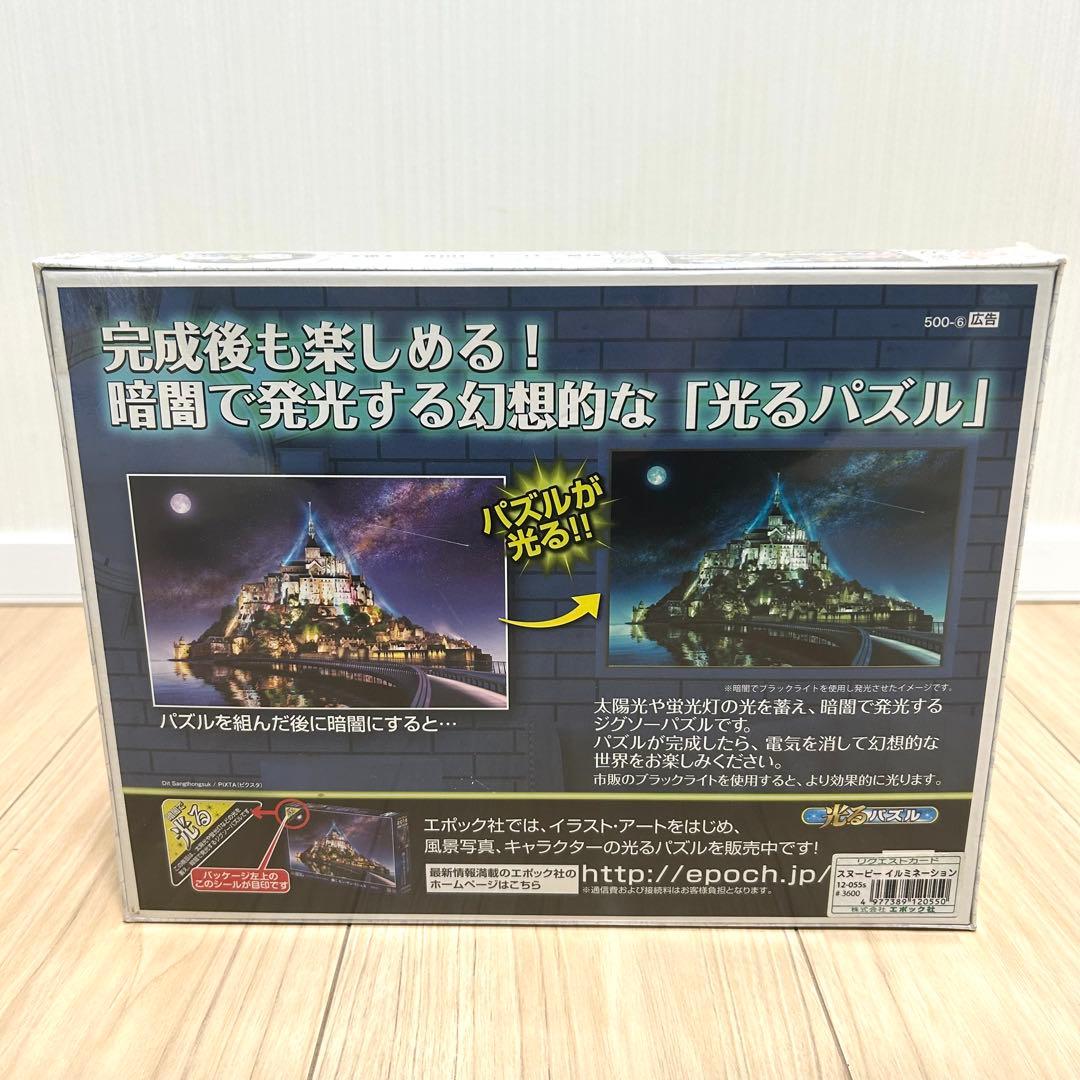 500-⑥ 広告
完成後も楽しめる!
暗闇で発光する幻想的な「光るパズル」
パズルが
光る!!
パズルを組んだ後に暗闇にすると…
※暗闇でブラックライトを使用し発光させたイメージです。
太陽光や蛍光灯の光を蓄え、暗闇で発光する
ジグソーパズルです。
パズルが完成したら、電気を消して幻想的な
世界をお楽しみください。
市販のブラックライトを使用すると、より効果的に光ります。
Dit Sangthongsuk / PIXTA(ピクスタ)
光る
パッケージ左上の
このシールが目印です
エポック社では、イラスト・アートをはじめ、
風景写真、キャラクターの光るパズルを販売中です!
最新情報満載のエポック社の
ホームページはこちら
http://epoch.jp/
※通信費および接続料はお客様負担となります。
光るパズル
リクエストカード
スヌーピー イルミネーション
12-055s
#3600
4 977389 120550
株式会社 エポック社